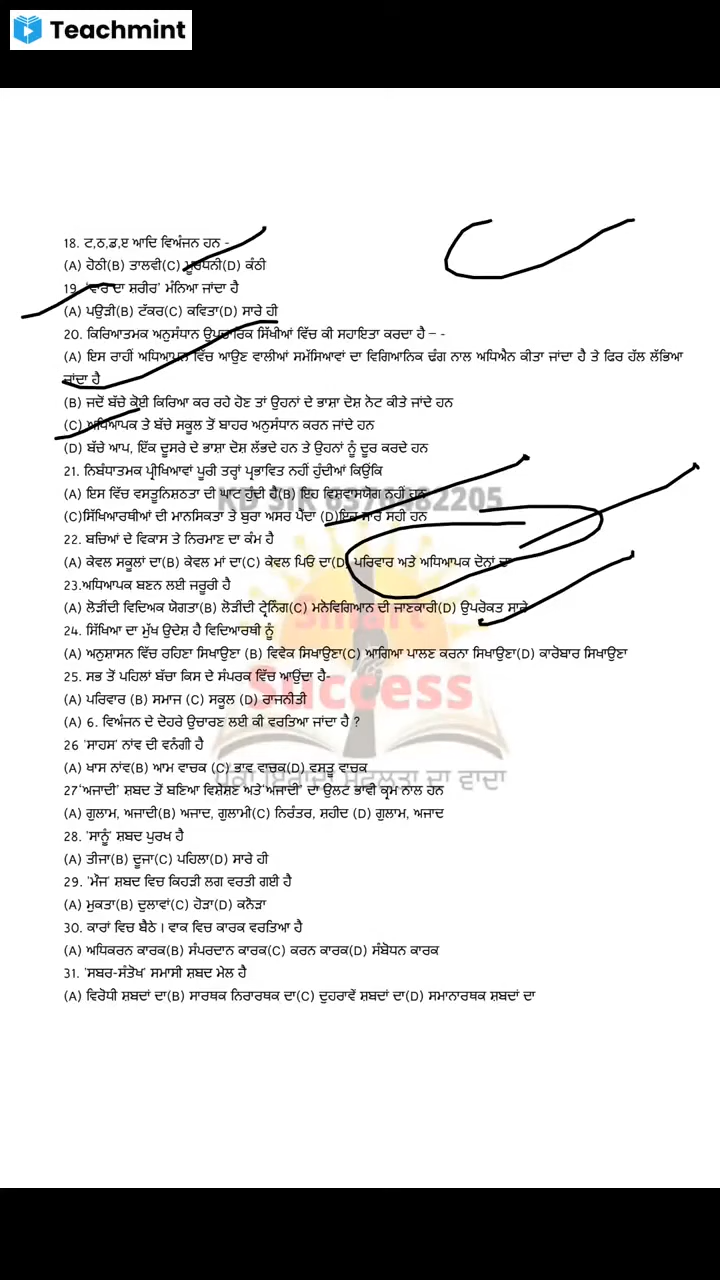 Teachmint
18. ਟ,ਠ,ਡ,ਏ ਆਦਿ ਵਿਅੰਜਨ ਹਨ -
(A) ਹੋਠੀ(B) ਤਾਲਵੀ(C) ਮੂਰਧਨੀ(D) ਕੰਠੀ
19. 'ਵਾਰ ਦਾ ਸ਼ਰੀਰ' ਮੰਨਿਆ ਜਾਂਦਾ ਹੈ
(A) ਪਉੜੀ(B) ਟੱਕਰ(C) ਕਵਿਤਾ(D) ਸਾਰੇ ਹੀ
20. ਕਿਰਿਆਤਮਕ ਅਨੁਸੰਧਾਨ ਉਪਚਾਰਿਕ ਸਿੱਖੀਆਂ ਵਿੱਚ ਕੀ ਸਹਾਇਤਾ ਕਰਦਾ ਹੈ – -
(A) ਇਸ ਰਾਹੀਂ ਅਧਿਆਪਨ ਵਿੱਚ ਆਉਣ ਵਾਲੀਆਂ ਸਮੱਸਿਆਵਾਂ ਦਾ ਵਿਗਿਆਨਿਕ ਢੰਗ ਨਾਲ ਅਧਿਐਨ ਕੀਤਾ ਜਾਂਦਾ ਹੈ ਤੇ ਫਿਰ ਹੱਲ ਲੱਭਿਆ
ਜਾਂਦਾ ਹੈ
(B) ਜਦੋਂ ਬੱਚੇ ਕੋਈ ਕਿਰਿਆ ਕਰ ਰਹੇ ਹੋਣ ਤਾਂ ਉਹਨਾਂ ਦੇ ਭਾਸ਼ਾ ਦੋਸ਼ ਨੋਟ ਕੀਤੇ ਜਾਂਦੇ ਹਨ
(C) ਅਧਿਆਪਕ ਤੇ ਬੱਚੇ ਸਕੂਲ ਤੋਂ ਬਾਹਰ ਅਨੁਸੰਧਾਨ ਕਰਨ ਜਾਂਦੇ ਹਨ
(D) ਬੱਚੇ ਆਪ, ਇੱਕ ਦੂਸਰੇ ਦੇ ਭਾਸ਼ਾ ਦੋਸ਼ ਲੱਭਦੇ ਹਨ ਤੇ ਉਹਨਾਂ ਨੂੰ ਦੂਰ ਕਰਦੇ ਹਨ
21. ਨਿਬੰਧਾਤਮਕ ਪ੍ਰੀਖਿਆਵਾਂ ਪੂਰੀ ਤਰ੍ਹਾਂ ਪ੍ਰਭਾਵਿਤ ਨਹੀਂ ਹੁੰਦੀਆਂ ਕਿਉਂਕਿ
(A) ਇਸ ਵਿੱਚ ਵਸਤੂਨਿਸ਼ਠਤਾ ਦੀ ਘਾਟ ਹੁੰਦੀ ਹੈ(B) ਇਹ ਵਿਸ਼ਵਾਸਯੋਗ ਨਹੀਂ ਹਨ
(C)ਸਿੱਖਿਆਰਥੀਆਂ ਦੀ ਮਾਨਸਿਕਤਾ ਤੇ ਬੁਰਾ ਅਸਰ ਪੈਂਦਾ (D)ਇਹ ਸਾਰੇ ਸਹੀ ਹਨ
22. ਬਚਿਆਂ ਦੇ ਵਿਕਾਸ ਤੇ ਨਿਰਮਾਣ ਦਾ ਕੰਮ ਹੈ
(A) ਕੇਵਲ ਸਕੂਲਾਂ ਦਾ(B) ਕੇਵਲ ਮਾਂ ਦਾ(C) ਕੇਵਲ ਪਿਓ ਦਾ(D) ਪਰਿਵਾਰ ਅਤੇ ਅਧਿਆਪਕ ਦੋਨਾਂ ਦਾ
23.ਅਧਿਆਪਕ ਬਣਨ ਲਈ ਜਰੂਰੀ ਹੈ
(A) ਲੋੜੀਂਦੀ ਵਿਦਿਅਕ ਯੋਗਤਾ(B) ਲੋੜੀਂਦੀ ਟ੍ਰੇਨਿੰਗ(C) ਮਨੋਵਿਗਿਆਨ ਦੀ ਜਾਣਕਾਰੀ(D) ਉਪਰੋਕਤ ਸਾਰੇ
24. ਸਿੱਖਿਆ ਦਾ ਮੁੱਖ ਉਦੇਸ਼ ਹੈ ਵਿਦਿਆਰਥੀ ਨੂੰ
(A) ਅਨੁਸ਼ਾਸਨ ਵਿੱਚ ਰਹਿਣਾ ਸਿਖਾਉਣਾ (B) ਵਿਵੇਕ ਸਿਖਾਉਣਾ(C) ਆਗਿਆ ਪਾਲਣ ਕਰਨਾ ਸਿਖਾਉਣਾ(D) ਕਾਰੋਬਾਰ ਸਿਖਾਉਣਾ
25. ਸਭ ਤੋਂ ਪਹਿਲਾਂ ਬੱਚਾ ਕਿਸ ਦੇ ਸੰਪਰਕ ਵਿੱਚ ਆਉਂਦਾ ਹੈ-
(A) ਪਰਿਵਾਰ (B) ਸਮਾਜ (C) ਸਕੂਲ (D) ਰਾਜਨੀਤੀ
(A) 6. ਵਿਅੰਜਨ ਦੇ ਦੋਹਰੇ ਉਚਾਰਣ ਲਈ ਕੀ ਵਰਤਿਆ ਜਾਂਦਾ ਹੈ ?
26 'ਸਾਹਸ' ਨਾਂਵ ਦੀ ਵਨੰਗੀ ਹੈ
(A) ਖਾਸ ਨਾਂਵ(B) ਆਮ ਵਾਚਕ (C) ਭਾਵ ਵਾਚਕ(D) ਵਸਤੂ ਵਾਚਕ
27'ਅਜਾਦੀ' ਸ਼ਬਦ ਤੋਂ ਬਣਿਆ ਵਿਸ਼ੇਸ਼ਣ ਅਤੇ'ਅਜਾਦੀ' ਦਾ ਉਲਟ ਭਾਵੀ ਕ੍ਰਮ ਨਾਲ ਹਨ
(A) ਗੁਲਾਮ, ਅਜਾਦੀ(B) ਅਜਾਦ, ਗੁਲਾਮੀ(C) ਨਿਰੰਤਰ, ਸ਼ਹੀਦ (D) ਗੁਲਾਮ, ਅਜਾਦ
28. 'ਸਾਨੂੰ' ਸ਼ਬਦ ਪੁਰਖ ਹੈ
(A) ਤੀਜਾ(B) ਦੂਜਾ(C) ਪਹਿਲਾ(D) ਸਾਰੇ ਹੀ
29. 'ਮੌਜ' ਸ਼ਬਦ ਵਿਚ ਕਿਹੜੀ ਲਗ ਵਰਤੀ ਗਈ ਹੈ
(A) ਮੁਕਤਾ(B) ਦੁਲਾਵਾਂ(C) ਹੋੜਾ(D) ਕਨੌੜਾ
30. ਕਾਰਾਂ ਵਿਚ ਬੈਠੋ। ਵਾਕ ਵਿਚ ਕਾਰਕ ਵਰਤਿਆ ਹੈ
(A) ਅਧਿਕਰਨ ਕਾਰਕ(B) ਸੰਪਰਦਾਨ ਕਾਰਕ(C) ਕਰਨ ਕਾਰਕ(D) ਸੰਬੋਧਨ ਕਾਰਕ
31. 'ਸਬਰ-ਸੰਤੋਖ' ਸਮਾਸੀ ਸ਼ਬਦ ਮੇਲ ਹੈ
(A) ਵਿਰੋਧੀ ਸ਼ਬਦਾਂ ਦਾ(B) ਸਾਰਥਕ ਨਿਰਾਰਥਕ ਦਾ(C) ਦੁਹਰਾਵੇਂ ਸ਼ਬਦਾਂ ਦਾ(D) ਸਮਾਨਾਰਥਕ ਸ਼ਬਦਾਂ ਦਾ
KD SIR 6376982205
Smart
Success
ਪੱਕਾ ਇਰਾਦਾ ਸਫਲਤਾ ਦਾ ਵਾਦਾ